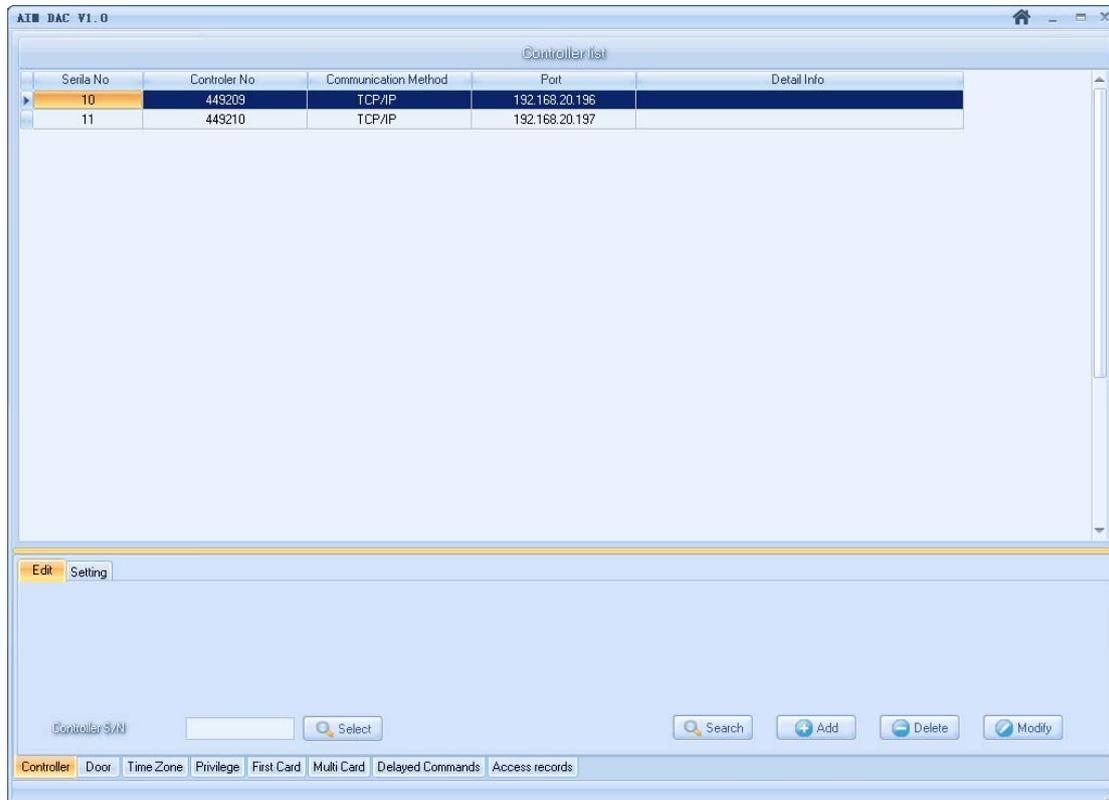 AIM DAC V1.0
Controller list
Serila No Controler No Communication Method Port Detail Info
10 449209 TCP/IP 192.168.20.196
11 449210 TCP/IP 192.168.20.197
Edit Setting
Controller S/N Select Search Add Delete Modify
Controller Door Time Zone Privilege First Card Multi Card Delayed Commands Access records